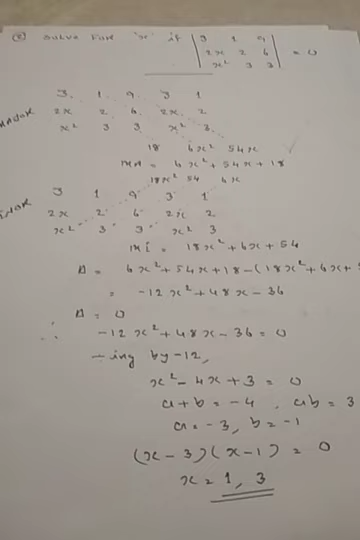 ② SOLVE FOR 'x' if | 3 1 9 |
| 2x 2 6 | = 0
| x² 3 3 |
3 1 9 3 1
MAJOR 2x 2 6 2x 2
x² 3 3 x² 3
18 6x² 54x
MA = 6x² + 54x + 18
18x² 54 6x
3 1 9 3 1
2x 2 6 2x 2
x² 3 3 x² 3
MI = 18x² + 6x + 54
Δ = 6x² + 54x + 18 - (18x² + 6x + 5
= -12x² + 48x - 36
Δ = 0
∴ -12x² + 48x - 36 = 0
÷ing by -12,
x² - 4x + 3 = 0
a + b = -4 , ab = 3
a = -3, b = -1
(x - 3)(x - 1) = 0
x = 1, 3